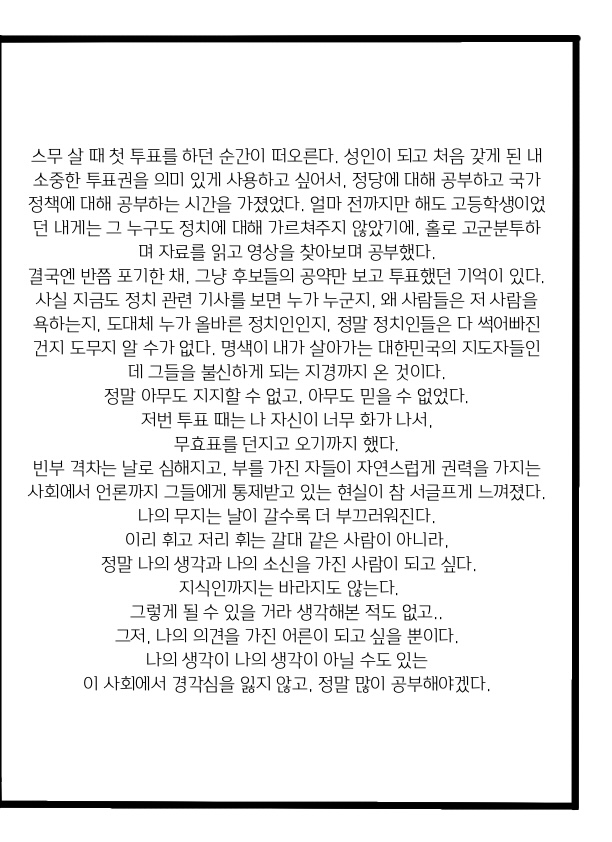 스무 살 때 첫 투표를 하던 순간이 떠오른다. 성인이 되고 처음 갖게 된 내
소중한 투표권을 의미 있게 사용하고 싶어서, 정당에 대해 공부하고 국가
정책에 대해 공부하는 시간을 가졌었다. 얼마 전까지만 해도 고등학생이었
던 내게는 그 누구도 정치에 대해 가르쳐주지 않았기에, 홀로 고군분투하
며 자료를 읽고 영상을 찾아보며 공부했다.
결국엔 반쯤 포기한 채, 그냥 후보들의 공약만 보고 투표했던 기억이 있다.
사실 지금도 정치 관련 기사를 보면 누가 누군지, 왜 사람들은 저 사람을
욕하는지, 도대체 누가 올바른 정치인인지, 정말 정치인들은 다 썩어빠진
건지 도무지 알 수가 없다. 명색이 내가 살아가는 대한민국의 지도자들인
데 그들을 불신하게 되는 지경까지 온 것이다.
정말 아무도 지지할 수 없고, 아무도 믿을 수 없었다.
저번 투표 때는 나 자신이 너무 화가 나서,
무효표를 던지고 오기까지 했다.
빈부 격차는 날로 심해지고, 부를 가진 자들이 자연스럽게 권력을 가지는
사회에서 언론까지 그들에게 통제받고 있는 현실이 참 서글프게 느껴졌다.
나의 무지는 날이 갈수록 더 부끄러워진다.
이리 휘고 저리 휘는 갈대 같은 사람이 아니라,
정말 나의 생각과 나의 소신을 가진 사람이 되고 싶다.
지식인까지는 바라지도 않는다.
그렇게 될 수 있을 거라 생각해본 적도 없고..
그저, 나의 의견을 가진 어른이 되고 싶을 뿐이다.
나의 생각이 나의 생각이 아닐 수도 있는
이 사회에서 경각심을 잃지 않고, 정말 많이 공부해야겠다.